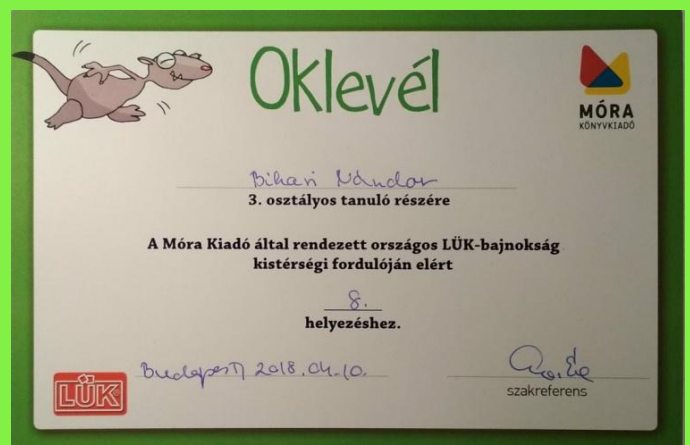 Oklevél
MÓRA
KÖNYVKIADÓ
Bihari Nándor
3. osztályos tanuló részére
A Móra Kiadó által rendezett országos LÜK-bajnokság
kistérségi fordulóján elért
8.
helyezéshez.
Budapest, 2018.04.10.
szakreferens
LÜK